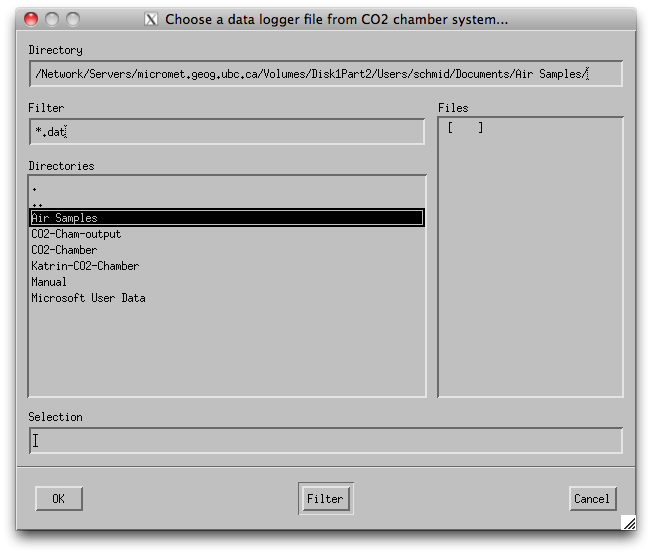 Choose a data logger file from CO2 chamber system...
Directory
/Network/Servers/micromet.geog.ubc.ca/Volumes/Disk1Part2/Users/schmid/Documents/Air Samples/
Filter
*.dat
Files
[    ]
Directories
.
..
Air Samples
CO2-Cham-output
CO2-Chamber
Katrin-CO2-Chamber
Manual
Microsoft User Data
Selection
OK
Filter
Cancel